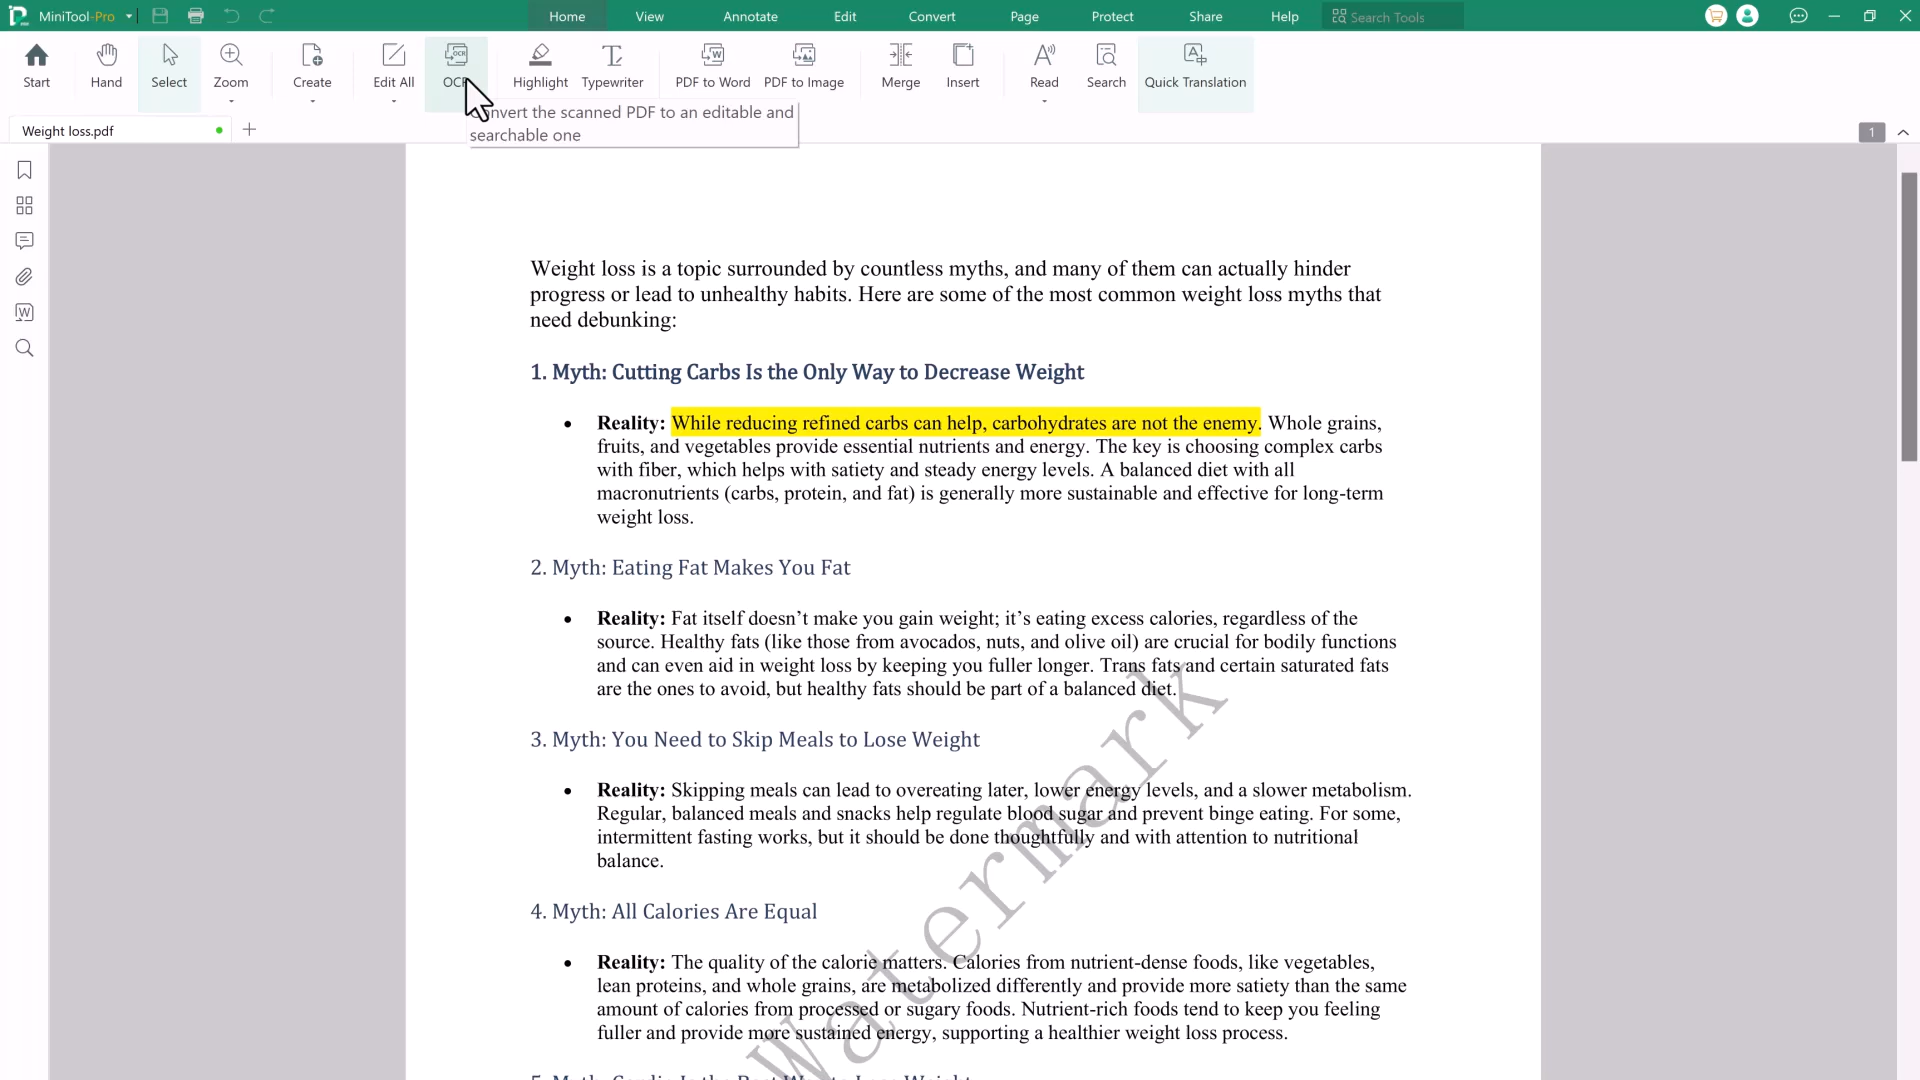 MiniTool-Pro
Home View Annotate Edit Convert Page Protect Share Help Search Tools
Start Hand Select Zoom Create Edit All Highlight Typewriter PDF to Word PDF to Image Merge Insert Read Search Quick Translation
the scanned PDF to an editable and
searchable one
Weight loss.pdf
1
Weight loss is a topic surrounded by countless myths, and many of them can actually hinder
progress or lead to unhealthy habits. Here are some of the most common weight loss myths that
need debunking:
1. Myth: Cutting Carbs Is the Only Way to Decrease Weight
• Reality: While reducing refined carbs can help, carbohydrates are not the enemy. Whole grains,
fruits, and vegetables provide essential nutrients and energy. The key is choosing complex carbs
with fiber, which helps with satiety and steady energy levels. A balanced diet with all
macronutrients (carbs, protein, and fat) is generally more sustainable and effective for long-term
weight loss.
2. Myth: Eating Fat Makes You Fat
• Reality: Fat itself doesn’t make you gain weight; it’s eating excess calories, regardless of the
source. Healthy fats (like those from avocados, nuts, and olive oil) are crucial for bodily functions
and can even aid in weight loss by keeping you fuller longer. Trans fats and certain saturated fats
are the ones to avoid, but healthy fats should be part of a balanced diet.
3. Myth: You Need to Skip Meals to Lose Weight
• Reality: Skipping meals can lead to overeating later, lower energy levels, and a slower metabolism.
Regular, balanced meals and snacks help regulate blood sugar and prevent binge eating. For some,
intermittent fasting works, but it should be done thoughtfully and with attention to nutritional
balance.
4. Myth: All Calories Are Equal
• Reality: The quality of the calorie matters. Calories from nutrient-dense foods, like vegetables,
lean proteins, and whole grains, are metabolized differently and provide more satiety than the same
amount of calories from processed or sugary foods. Nutrient-rich foods tend to keep you feeling
fuller and provide more sustained energy, supporting a healthier weight loss process.
Watermark